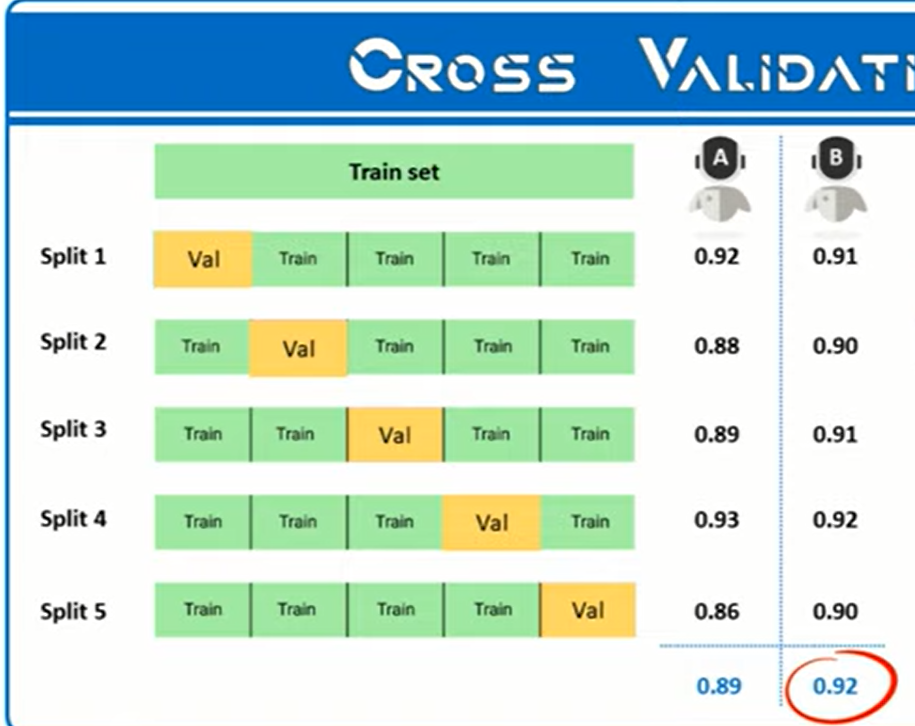 CROSS VALIDATI
A B
Train set
Split 1 Val Train Train Train Train 0.92 0.91
Split 2 Train Val Train Train Train 0.88 0.90
Split 3 Train Train Val Train Train 0.89 0.91
Split 4 Train Train Train Val Train 0.93 0.92
Split 5 Train Train Train Train Val 0.86 0.90
0.89 0.92